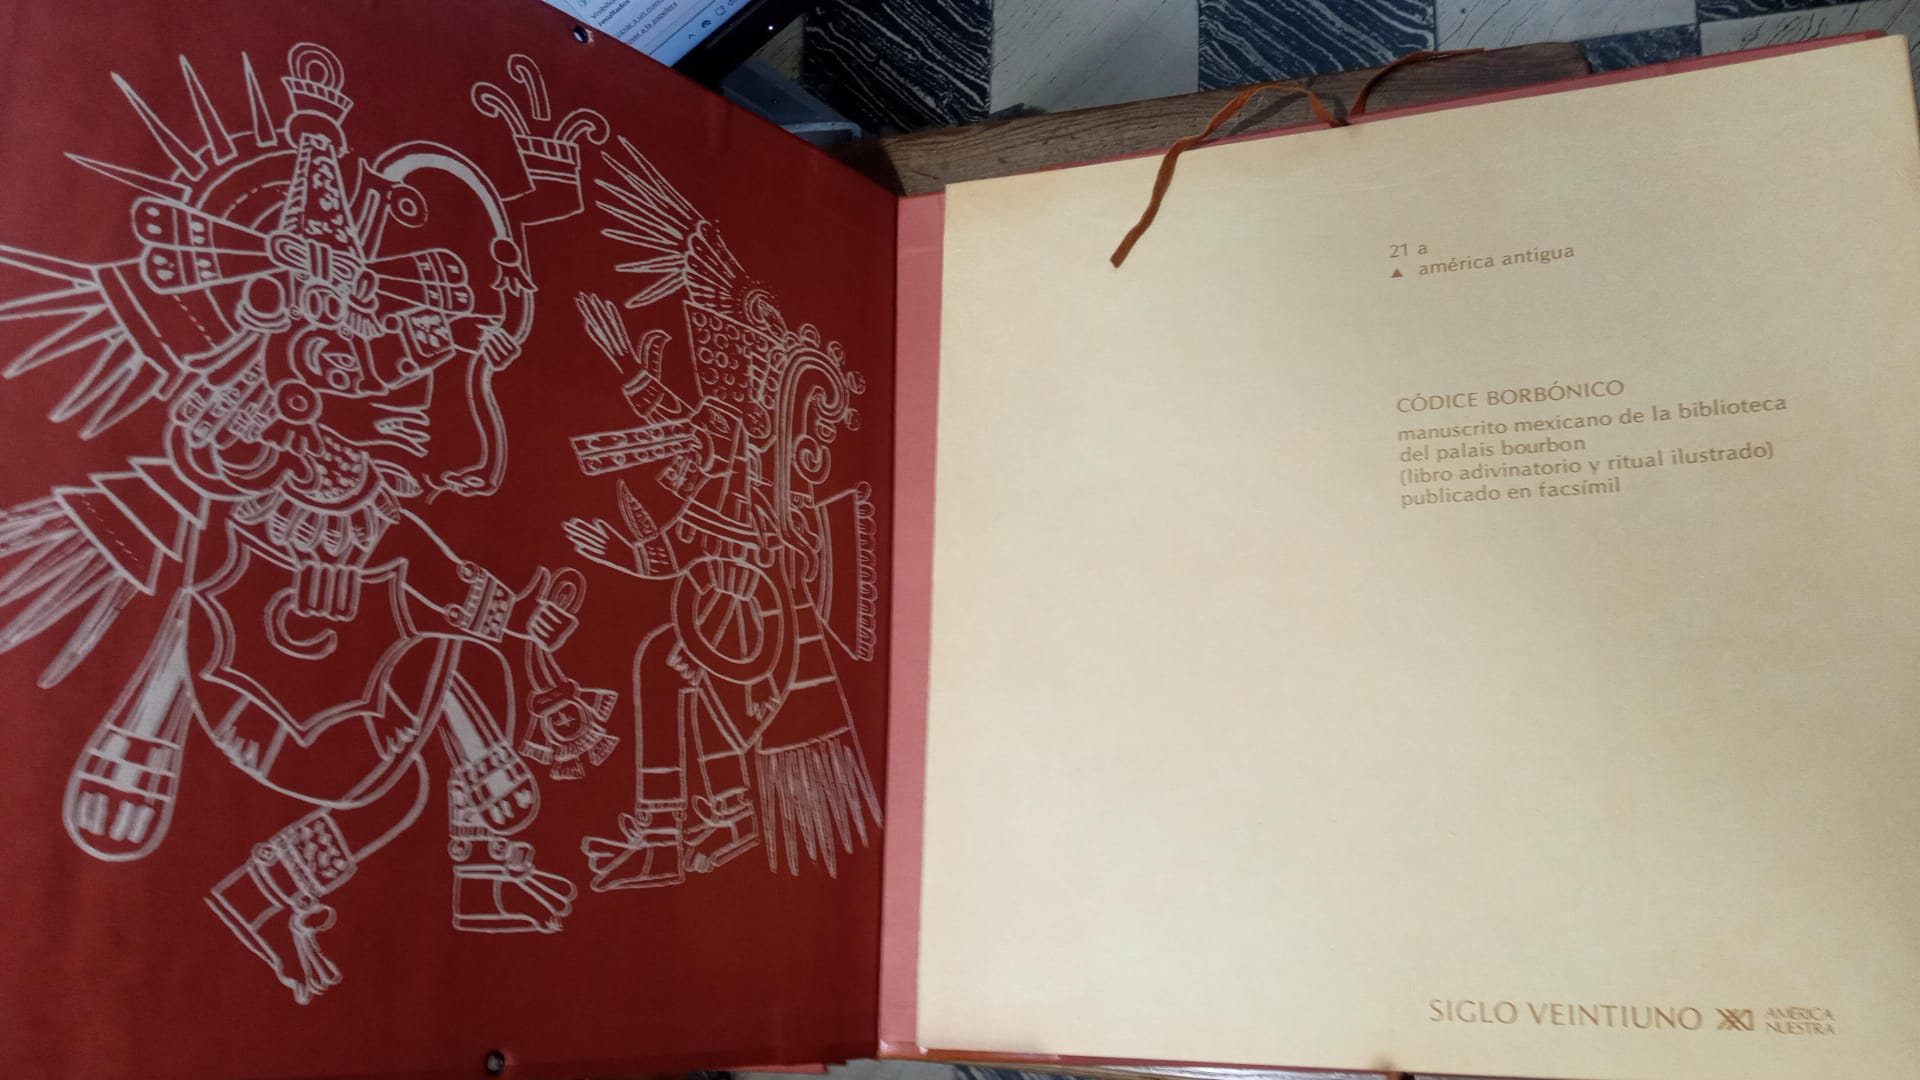 resultados
21 a
▲ américa antigua
CÓDICE BORBÓNICO
manuscrito mexicano de la biblioteca
del palais bourbon
(libro adivinatorio y ritual ilustrado)
publicado en facsímil
SIGLO VEINTIUNO XXI AMÉRICA
NUESTRA